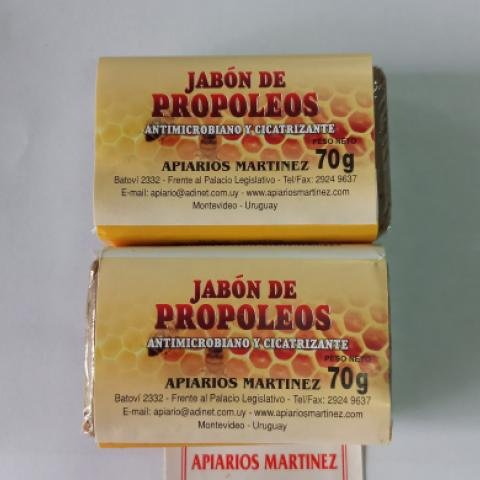 JABÓN DE
PROPOLEOS
ANTIMICROBIANO Y CICATRIZANTE
PESO NETO
APIARIOS MARTINEZ 70g
Batoví 2332 - Frente al Palacio Legislativo - Tel/Fax: 2924 9637
E-mail: apiario@adinet.com.uy - www.apiariosmartinez.com
Montevideo - Uruguay
JABÓN DE
PROPOLEOS
ANTIMICROBIANO Y CICATRIZANTE
PESO NETO
APIARIOS MARTINEZ 70g
Batoví 2332 - Frente al Palacio Legislativo - Tel/Fax: 2924 9637
E-mail: apiario@adinet.com.uy - www.apiariosmartinez.com
Montevideo - Uruguay
APIARIOS MARTINEZ